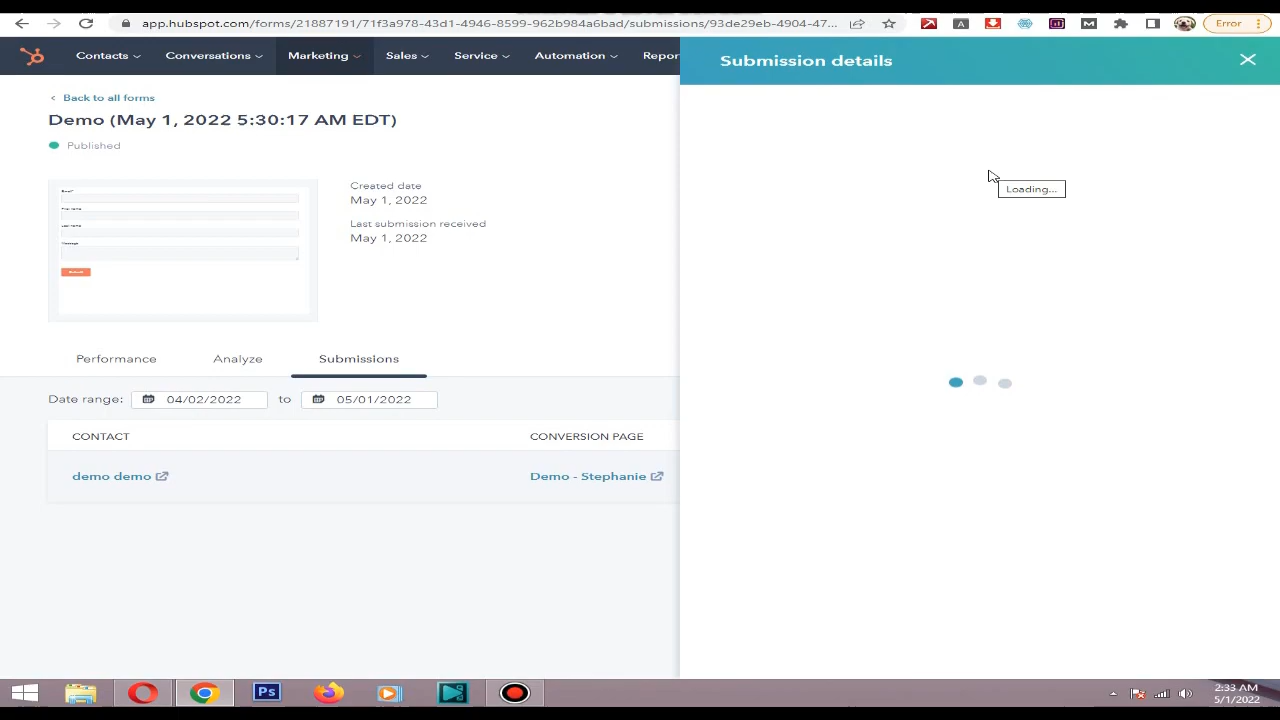 app.hubspot.com/forms/21887191/71f3a978-43d1-4946-8599-962b984a6bad/submissions/93de29eb-4904-47...
Error
Contacts
Conversations
Marketing
Sales
Service
Automation
Repor
Submission details
Back to all forms
Demo (May 1, 2022 5:30:17 AM EDT)
Published
Loading...
Created date
May 1, 2022
Last submission received
May 1, 2022
Performance
Analyze
Submissions
Date range:
04/02/2022
to
05/01/2022
CONTACT
CONVERSION PAGE
demo demo
Demo - Stephanie
Ps
2:33 AM
5/1/2022